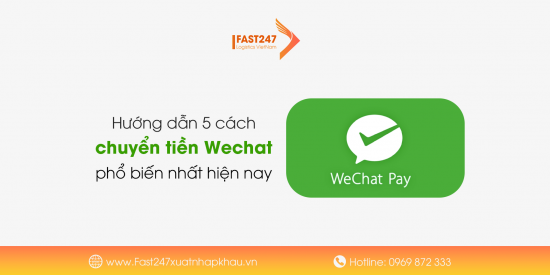 FAST247
Logistics VietNam
Hướng dẫn 5 cách
chuyển tiền Wechat
phổ biến nhất hiện nay
WeChat Pay
www.Fast247xuatnhapkhau.vn
Hotline: 0969 872 333